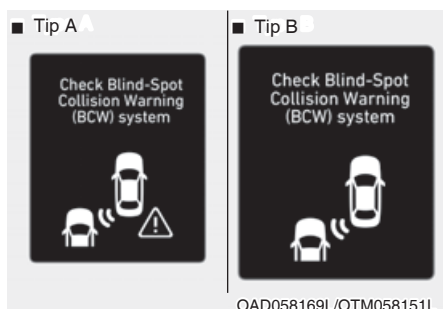 ■ Tip A
■ Tip B
Check Blind-Spot
Collision Warning
(BCW) system
Check Blind-Spot
Collision Warning
(BCW) system
OAD058169L/OTM058151L